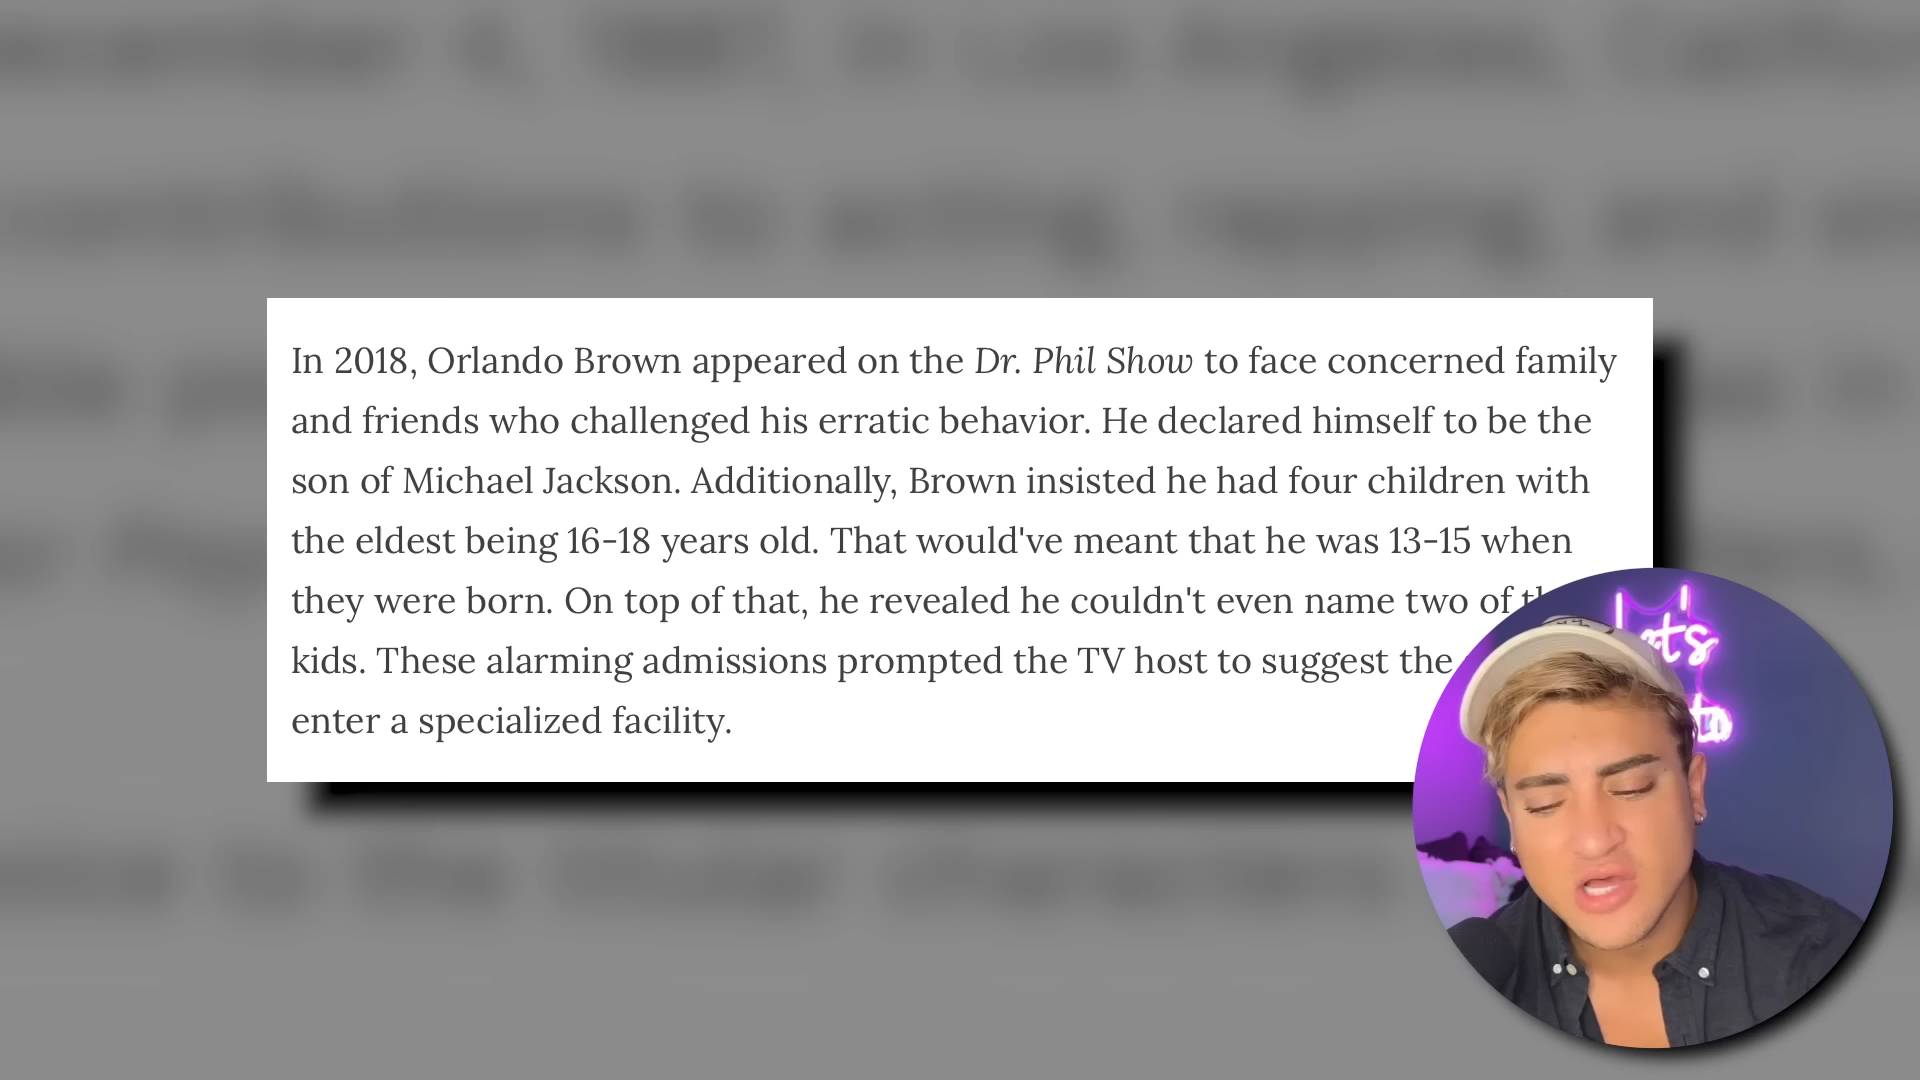 In 2018, Orlando Brown appeared on the Dr. Phil Show to face concerned family
and friends who challenged his erratic behavior. He declared himself to be the
son of Michael Jackson. Additionally, Brown insisted he had four children with
the eldest being 16-18 years old. That would've meant that he was 13-15 when
they were born. On top of that, he revealed he couldn't even name two of
kids. These alarming admissions prompted the TV host to suggest the
enter a specialized facility.